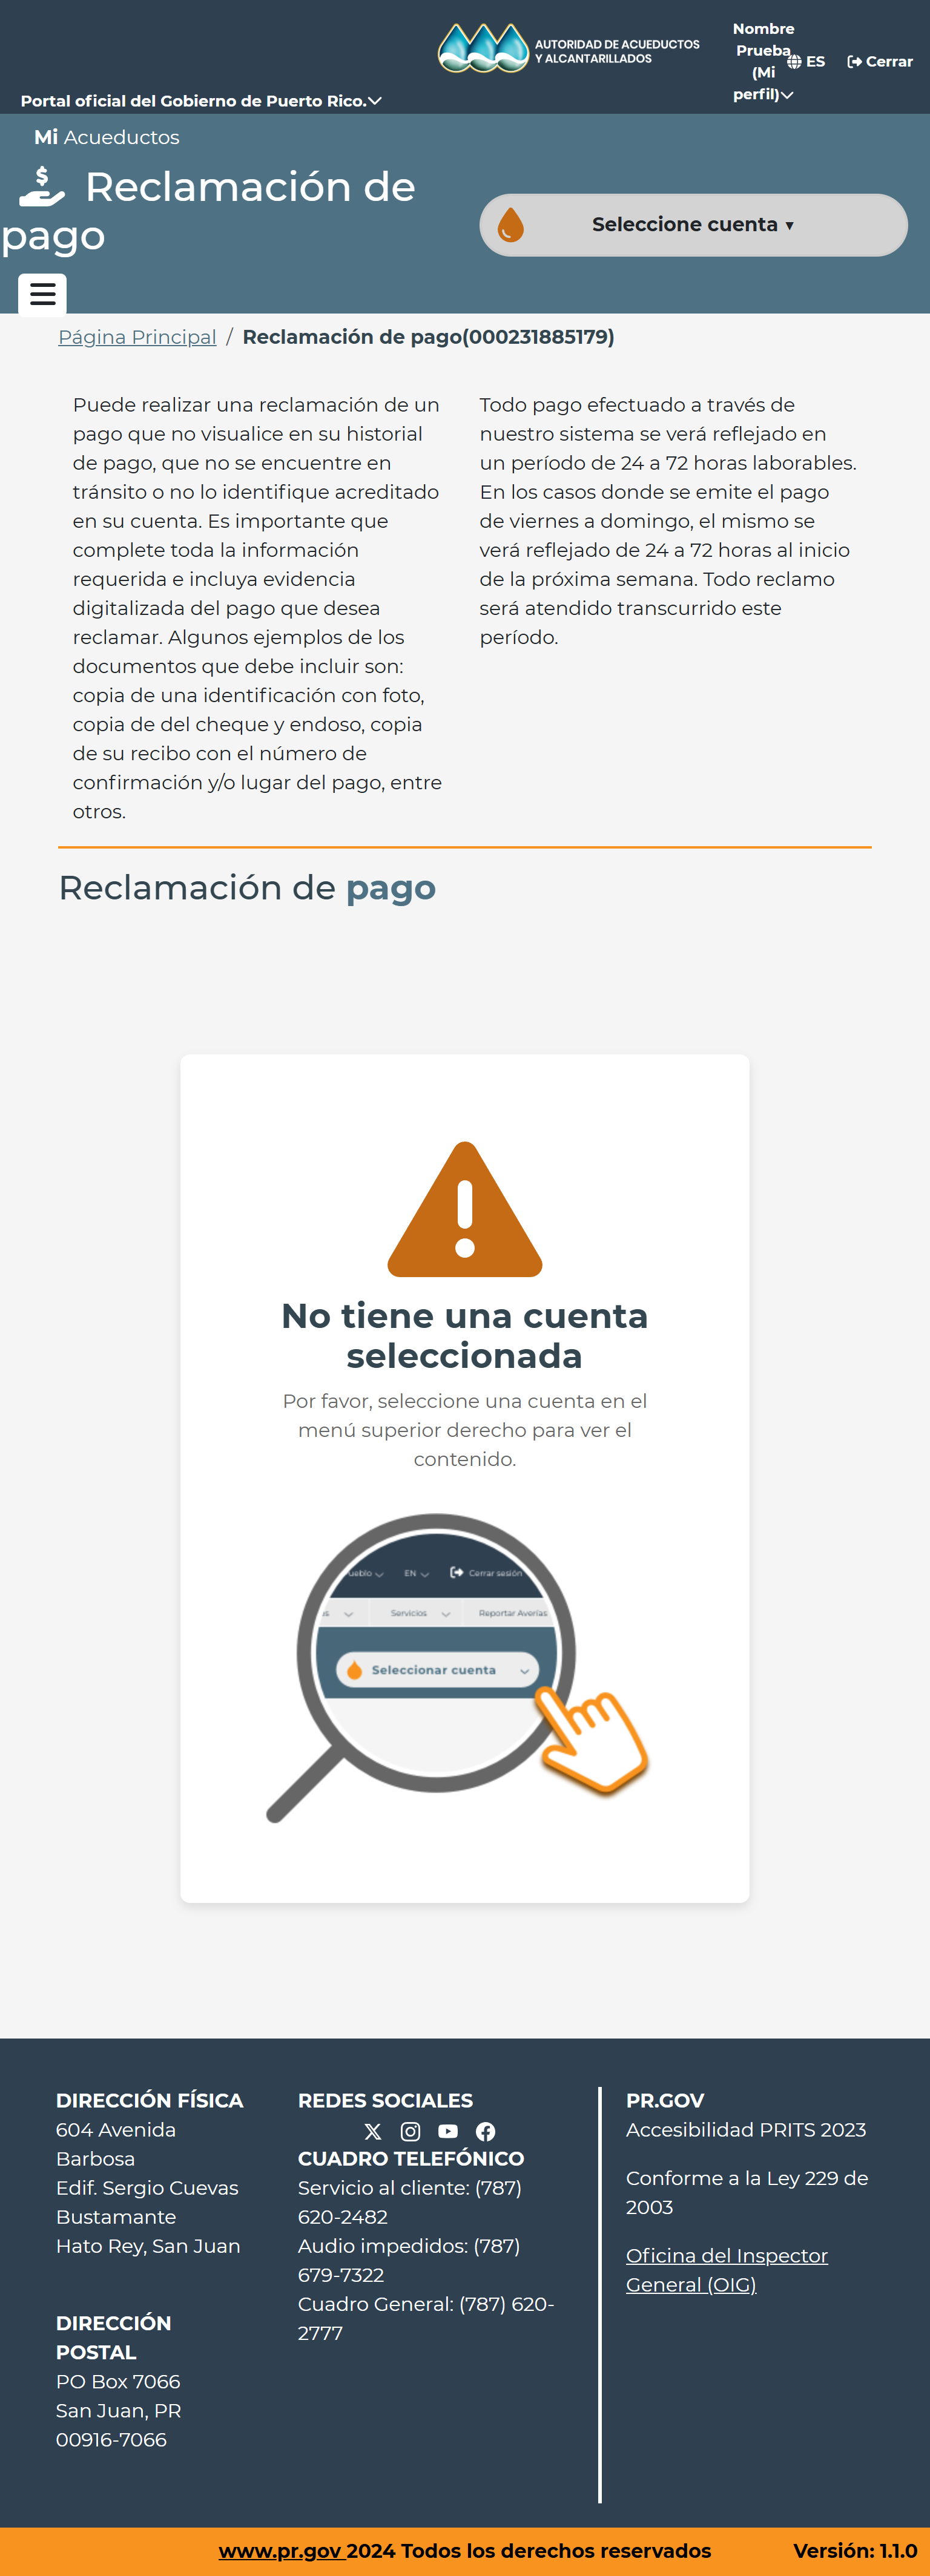 AUTORIDAD DE ACUEDUCTOS
Y ALCANTARILLADOS
Nombre
Prueba
(Mi
perfil)
ES
Cerrar
Portal oficial del Gobierno de Puerto Rico.
Mi Acueductos
Reclamación de
pago
Seleccione cuenta ▾
Página Principal / Reclamación de pago(000231885179)
Puede realizar una reclamación de un
pago que no visualice en su historial
de pago, que no se encuentre en
tránsito o no lo identifique acreditado
en su cuenta. Es importante que
complete toda la información
requerida e incluya evidencia
digitalizada del pago que desea
reclamar. Algunos ejemplos de los
documentos que debe incluir son:
copia de una identificación con foto,
copia de del cheque y endoso, copia
de su recibo con el número de
confirmación y/o lugar del pago, entre
otros.
Todo pago efectuado a través de
nuestro sistema se verá reflejado en
un período de 24 a 72 horas laborables.
En los casos donde se emite el pago
de viernes a domingo, el mismo se
verá reflejado de 24 a 72 horas al inicio
de la próxima semana. Todo reclamo
será atendido transcurrido este
período.
Reclamación de pago
No tiene una cuenta
seleccionada
Por favor, seleccione una cuenta en el
menú superior derecho para ver el
contenido.
ueblo
EN
Cerrar sesión
os
Servicios
Reportar Averías
Seleccionar cuenta
DIRECCIÓN FÍSICA
604 Avenida
Barbosa
Edif. Sergio Cuevas
Bustamante
Hato Rey, San Juan
DIRECCIÓN
POSTAL
PO Box 7066
San Juan, PR
00916-7066
REDES SOCIALES
CUADRO TELEFÓNICO
Servicio al cliente: (787)
620-2482
Audio impedidos: (787)
679-7322
Cuadro General: (787) 620-
2777
PR.GOV
Accesibilidad PRITS 2023
Conforme a la Ley 229 de
2003
Oficina del Inspector
General (OIG)
www.pr.gov 2024 Todos los derechos reservados
Versión: 1.1.0